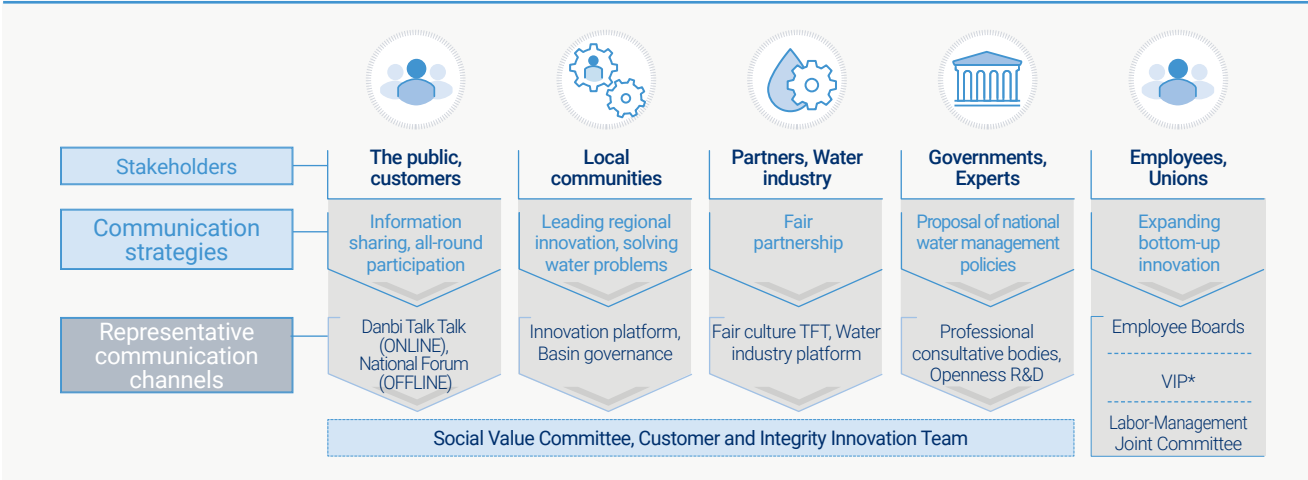 Stakeholders
The public,
customers
Local
communities
Partners, Water
industry
Governments,
Experts
Employees,
Unions
Communication
strategies
Information
sharing, all-round
participation
Leading regional
innovation, solving
water problems
Fair
partnership
Proposal of national
water management
policies
Expanding
bottom-up
innovation
Representative
communication
channels
Danbi Talk Talk
(ONLINE),
National Forum
(OFFLINE)
Innovation platform,
Basin governance
Fair culture TFT, Water
industry platform
Professional
consultative bodies,
Openness R&D
Employee Boards
VIP*
Labor-Management
Joint Committee
Social Value Committee, Customer and Integrity Innovation Team